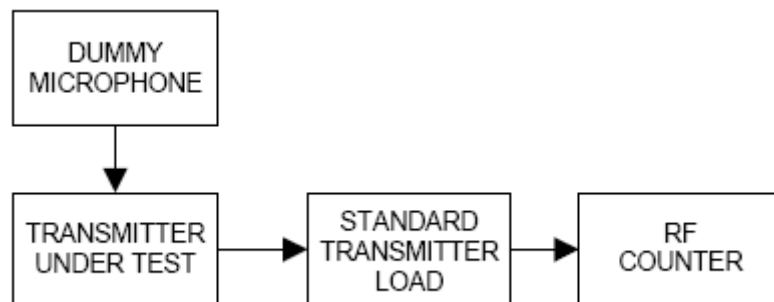 DUMMY
MICROPHONE
TRANSMITTER
UNDER TEST
STANDARD
TRANSMITTER
LOAD
RF
COUNTER